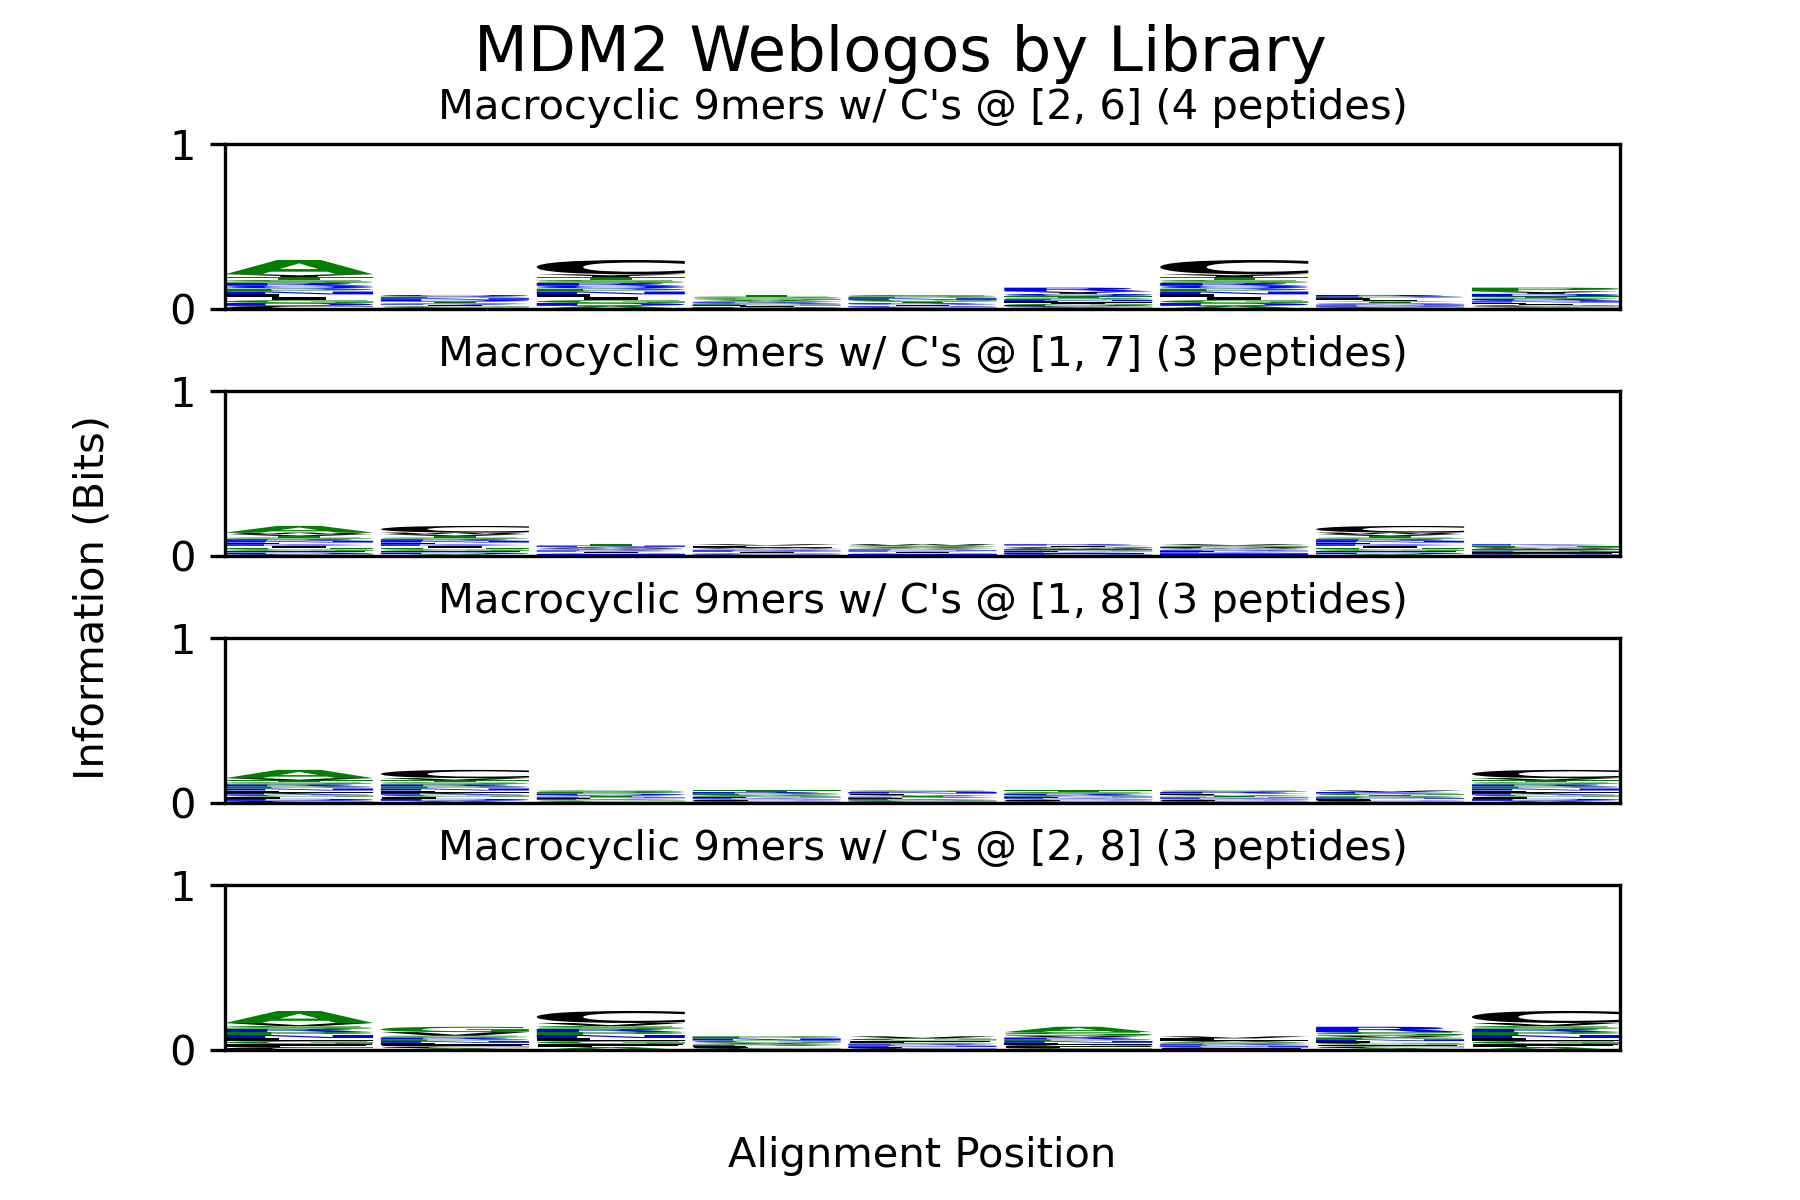 MDM2 Weblogos by Library
Macrocyclic 9mers w/ C's @ [2, 6] (4 peptides)
1
A
C
C
0
Macrocyclic 9mers w/ C's @ [1, 7] (3 peptides)
1
A
C
C
0
Macrocyclic 9mers w/ C's @ [1, 8] (3 peptides)
1
A
C
C
0
Macrocyclic 9mers w/ C's @ [2, 8] (3 peptides)
1
A
C
C
0
Information (Bits)
Alignment Position